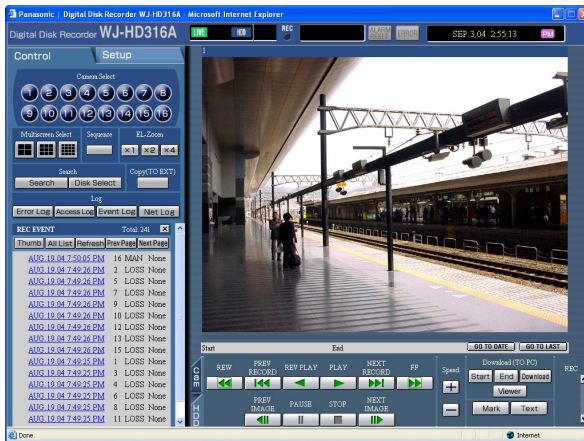 Panasonic | Digital Disk Recorder WJ-HD316A - Microsoft Internet Explorer
Digital Disk Recorder WJ-HD316A
LIVE HDD REC ALARM RESET ERROR SEP.3.04 2:55:13 PM
Control Setup
Camera Select
1 2 3 4 5 6 7 8
9 10 11 12 13 14 15 16
Multiscreen Select Sequence EL-Zoom
×1 ×2 ×4
Search Copy(TO EXT)
Search Disk Select
Log
Error Log Access Log Event Log Net Log
REC EVENT Total: 241
Thumb All List Refresh Prev Page Next Page
AUG.19.04 7:50:05 PM 16 MAN None
AUG.19.04 7:49:26 PM 2 LOSS None
AUG.19.04 7:49:26 PM 5 LOSS None
AUG.19.04 7:49:26 PM 7 LOSS None
AUG.19.04 7:49:26 PM 9 LOSS None
AUG.19.04 7:49:26 PM 10 LOSS None
AUG.19.04 7:49:26 PM 12 LOSS None
AUG.19.04 7:49:26 PM 13 LOSS None
AUG.19.04 7:49:26 PM 15 LOSS None
AUG.19.04 7:49:25 PM 1 LOSS None
AUG.19.04 7:49:25 PM 3 LOSS None
AUG.19.04 7:49:25 PM 4 LOSS None
AUG.19.04 7:49:25 PM 6 LOSS None
AUG.19.04 7:49:25 PM 8 LOSS None
AUG.19.04 7:49:25 PM 11 LOSS None
1
Start End GO TO DATE GO TO LAST
Cam
HDD
REW PREV RECORD REV PLAY PLAY NEXT RECORD FF
PREV IMAGE PAUSE STOP NEXT IMAGE
Speed
Download (TO PC)
Start End Download
Viewer
Mark Text
REC
Done Internet